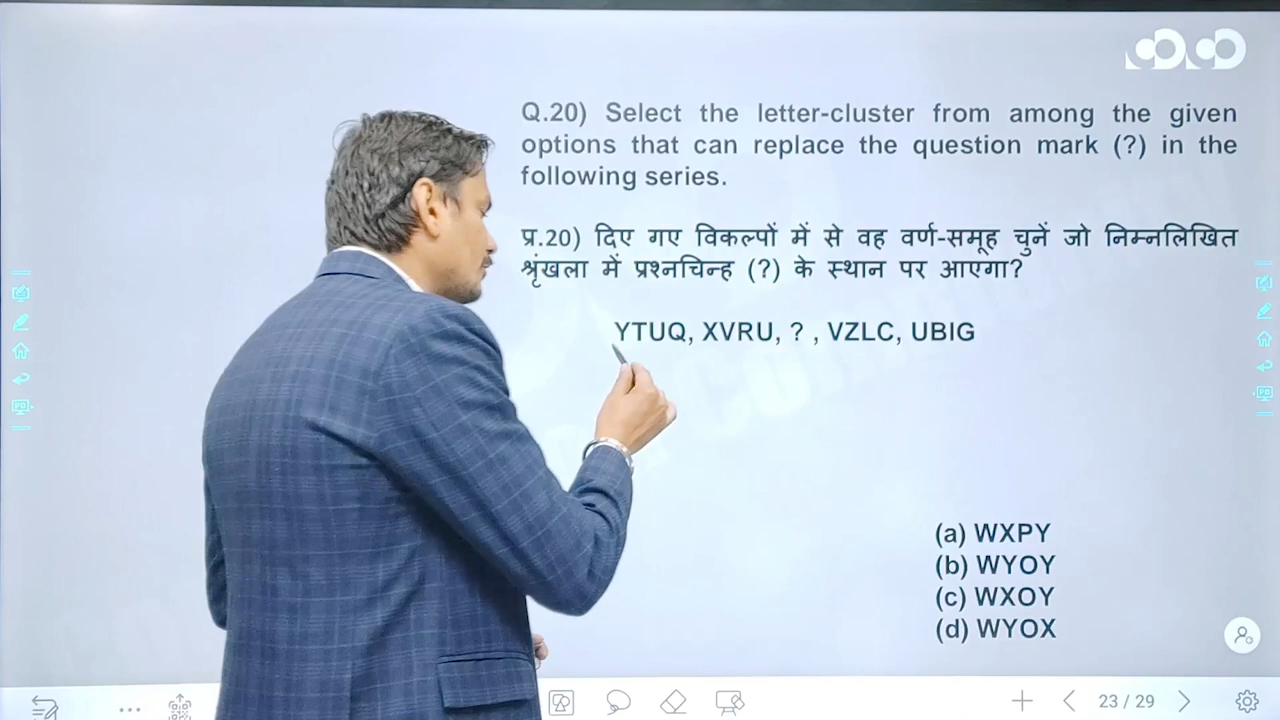 Q.20) Select the letter-cluster from among the given
options that can replace the question mark (?) in the
following series.
प्र.20) दिए गए विकल्पों में से वह वर्ण-समूह चुनें जो निम्नलिखित
श्रृंखला में प्रश्नचिन्ह (?) के स्थान पर आएगा?
YTUQ, XVRU, ? , VZLC, UBIG
(a) WXPY
(b) WYOY
(c) WXOY
(d) WYOX
23 / 29